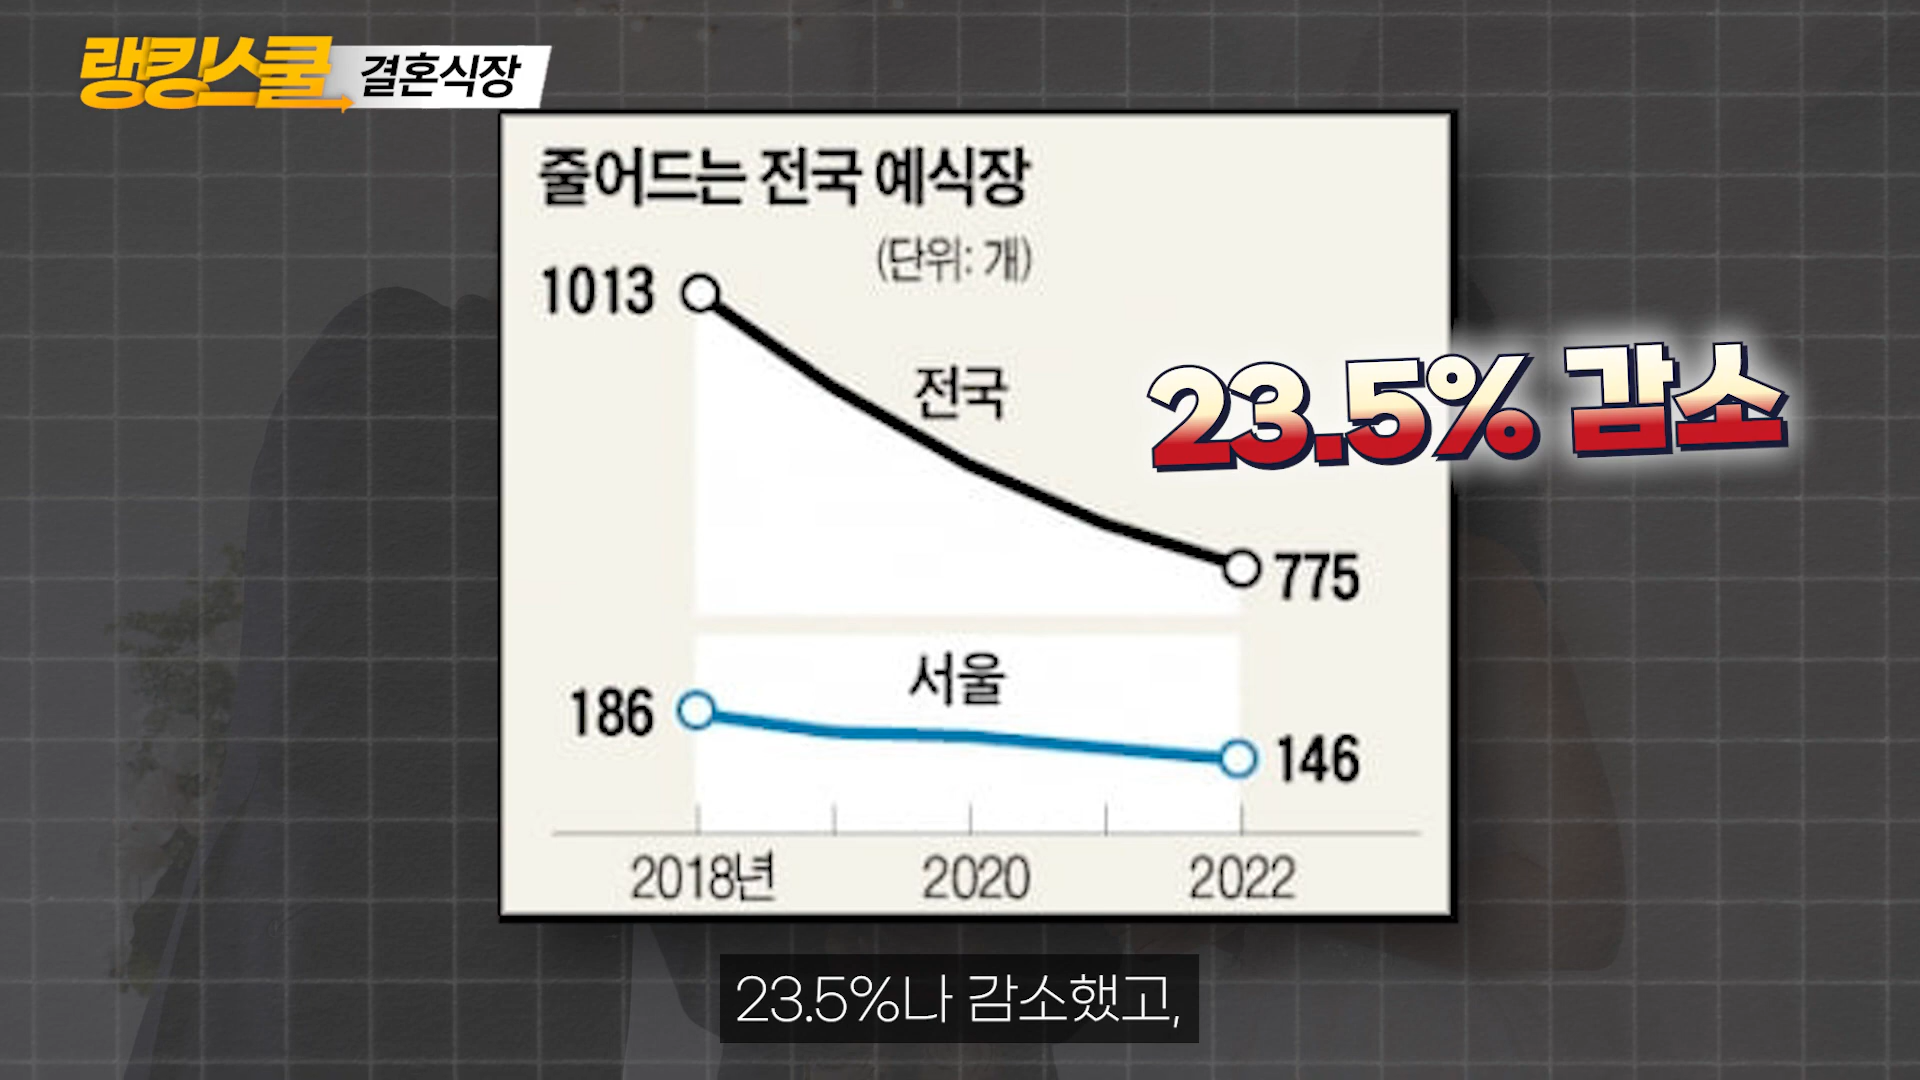 랭킹스쿨 결혼식장
줄어드는 전국 예식장
(단위: 개)
1013
전국
23.5% 감소
775
서울
186
146
2018년 2020 2022
23.5%나 감소했고,